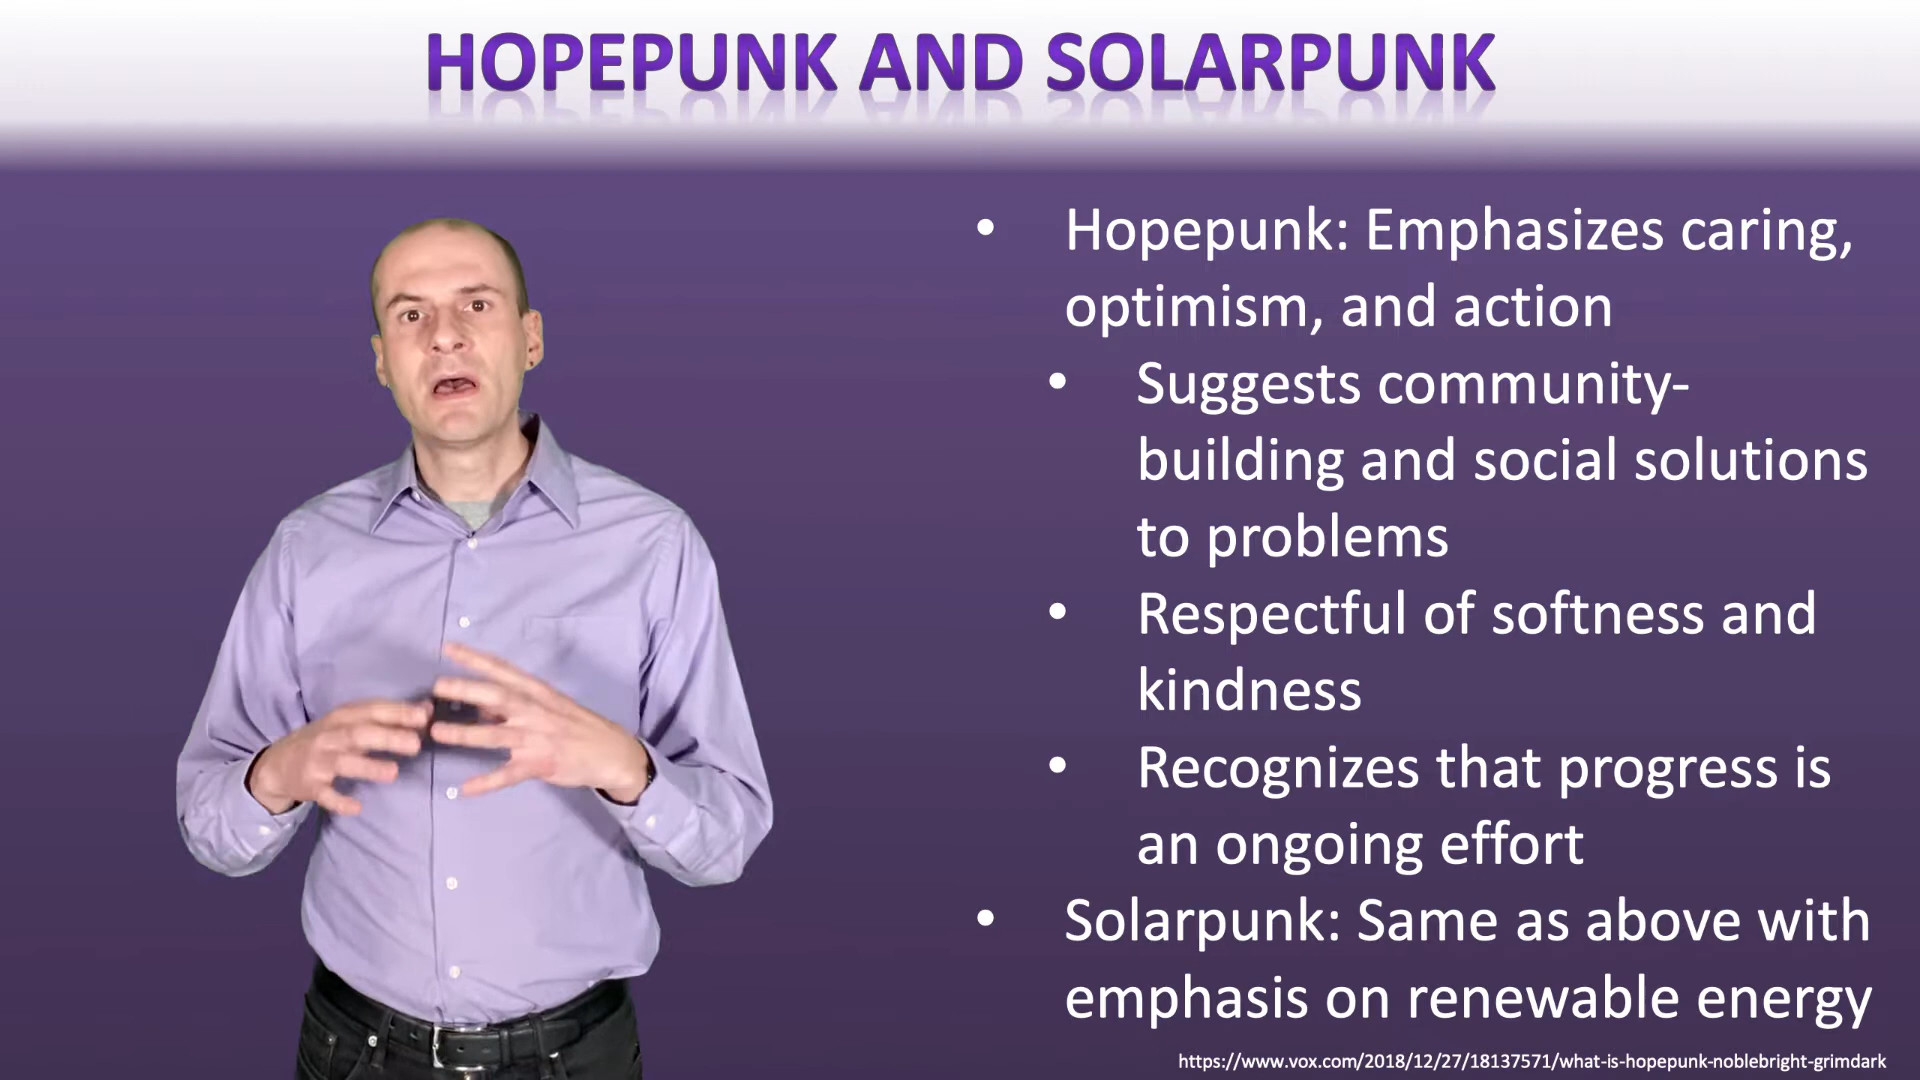 HOPEPUNK AND SOLARPUNK
• Hopepunk: Emphasizes caring,
optimism, and action
• Suggests community-
building and social solutions
to problems
• Respectful of softness and
kindness
• Recognizes that progress is
an ongoing effort
• Solarpunk: Same as above with
emphasis on renewable energy
https://www.vox.com/2018/12/27/18137571/what-is-hopepunk-noblebright-grimdark